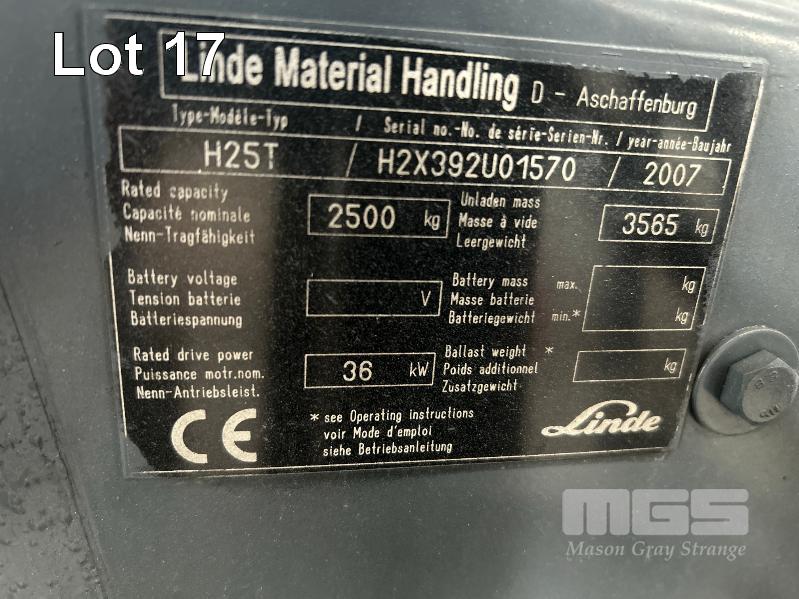 Lot 17
Linde Material Handling D - Aschaffenburg
Type-Modèle-Typ / Serial no.-No. de série-Serien-Nr. / year-année-Baujahr
H25T / H2X392U01570 / 2007
Rated capacity
Capacité nominale
Nenn-Tragfähigkeit
2500 kg
Unladen mass
Masse à vide
Leergewicht
3565 kg
Battery voltage
Tension batterie
Batteriespannung
V
Battery mass max. kg
Masse batterie
Batteriegewicht min.* kg
Rated drive power
Puissance motr.nom.
Nenn-Antriebsleist.
36 kW
Ballast weight *
Poids additionnel
Zusatzgewicht
kg
CE
* see Operating instructions
voir Mode d'emploi
siehe Betriebsanleitung
Linde
MGS
Mason Gray Strange